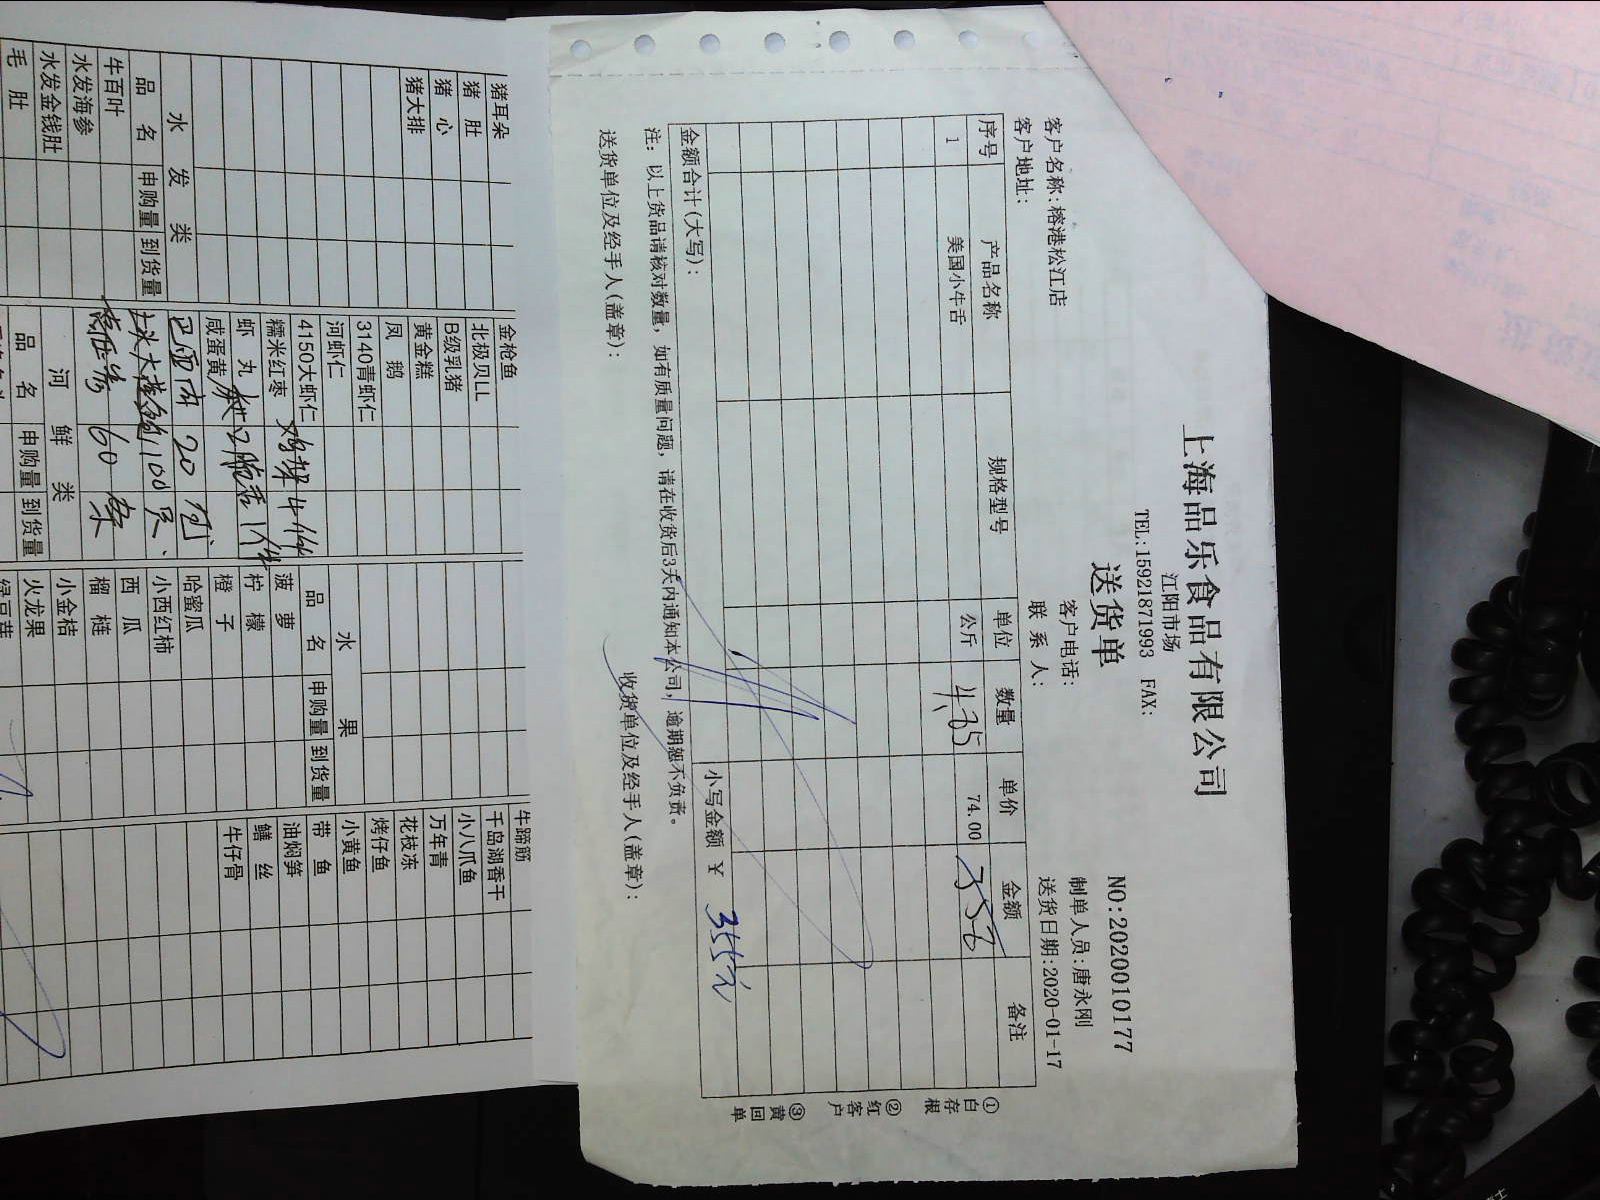 上海品乐食品有限公司
江阳市场
TEL:15921871993 FAX:
送货单
NO:2020010177
客户电话:
制单人员:唐永刚
客户名称:榕港松江店
联 系 人:
送货日期:2020-01-17
客户地址:
序号 产品名称 规格型号 单位 数量 单价 金额 备注
1 美国小牛舌 公斤 74.00
金额合计(大写): 小写金额 ¥ 355元
注:以上货品请核对数量，如有质量问题，请在收货后3天内通知本公司，逾期恕不负责。
送货单位及经手人(盖章): 收货单位及经手人(盖章):
①白存根
②红客户
③黄回单
猪耳朵
猪 肚
猪 心
猪大排
水 发 类
品 名 申购量 到货量
牛百叶
水发海参
水发金钱肚
毛 肚
金枪鱼
北极贝LL
B级乳猪
黄金糕
凤 鹅
3140青虾仁
河虾仁
4150大虾仁
糯米红枣
虾 丸
咸蛋黄
20
100只
60条
河 鲜 类
品 名 申购量 到货量
水 果
品 名 申购量 到货量
菠 萝
柠 檬
橙 子
哈蜜瓜
小西红柿
西 瓜
榴 梿
小金桔
火龙果
绿豆芽
牛蹄筋
千岛湖香干
小八爪鱼
万年青
花枝冻
烤仔鱼
小黄鱼
带 鱼
油焖笋
鳝 丝
牛仔骨